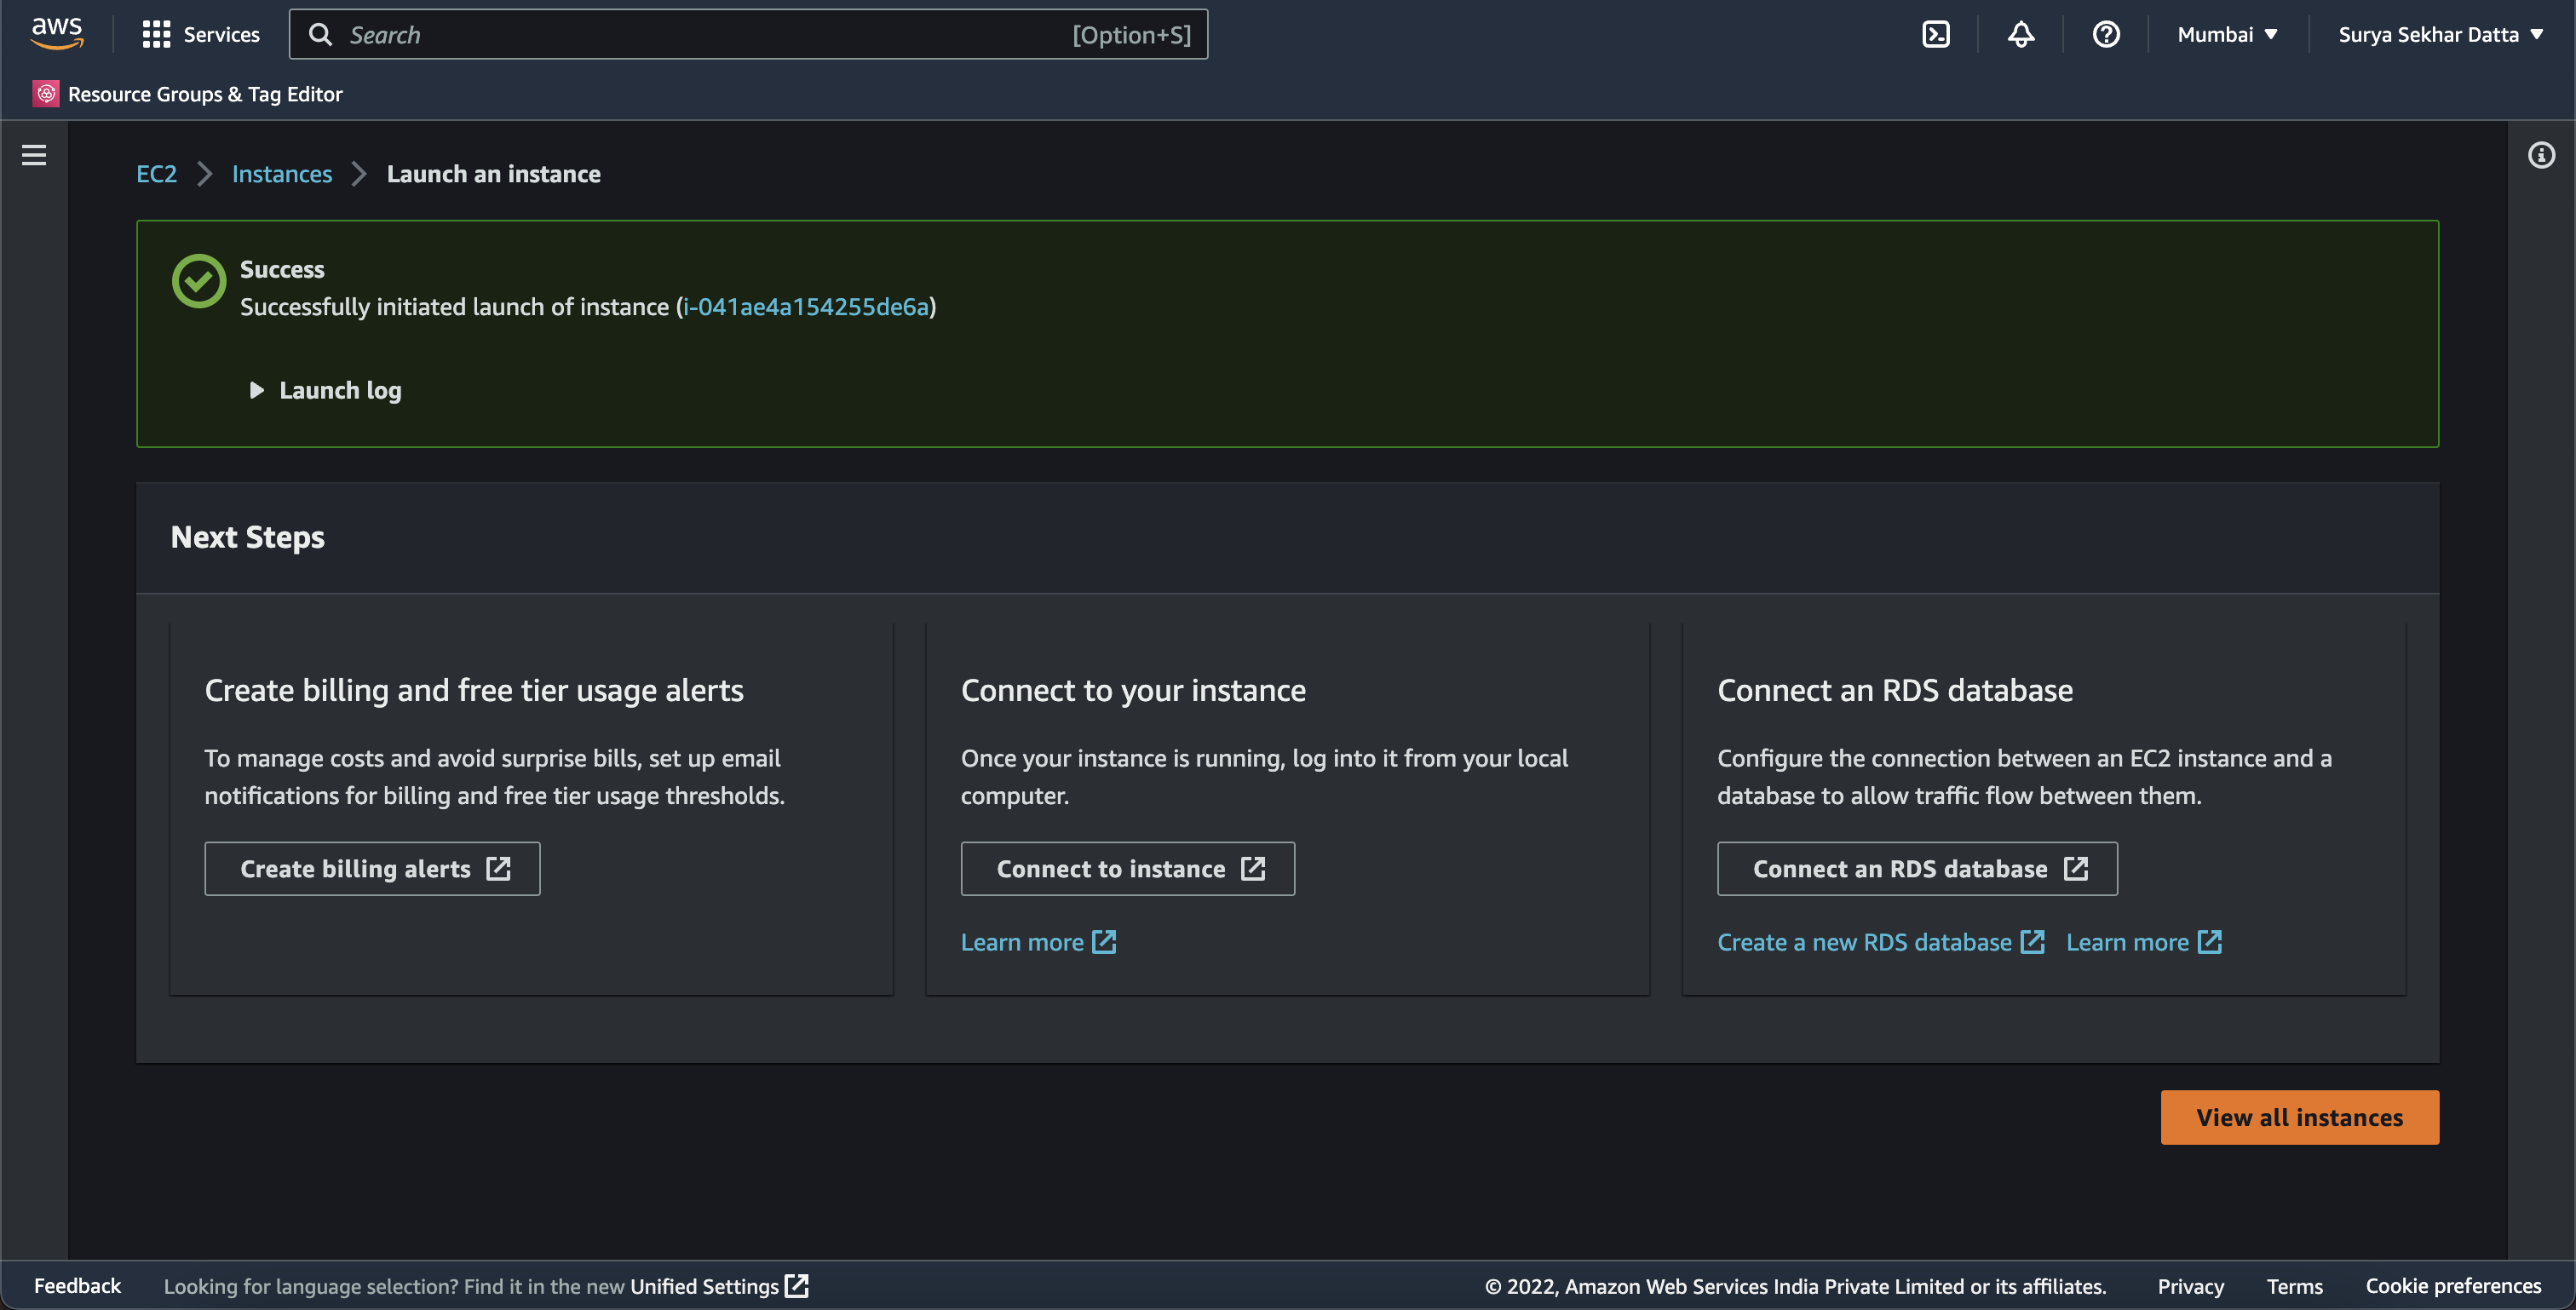 aws
Services
Search
[Option+S]
Mumbai
Surya Sekhar Datta
Resource Groups & Tag Editor
EC2
Instances
Launch an instance
Success
Successfully initiated launch of instance (i-041ae4a154255de6a)
Launch log
Next Steps
Create billing and free tier usage alerts
To manage costs and avoid surprise bills, set up email
notifications for billing and free tier usage thresholds.
Create billing alerts
Connect to your instance
Once your instance is running, log into it from your local
computer.
Connect to instance
Learn more
Connect an RDS database
Configure the connection between an EC2 instance and a
database to allow traffic flow between them.
Connect an RDS database
Create a new RDS database
Learn more
View all instances
Feedback
Looking for language selection? Find it in the new Unified Settings
© 2022, Amazon Web Services India Private Limited or its affiliates.
Privacy
Terms
Cookie preferences